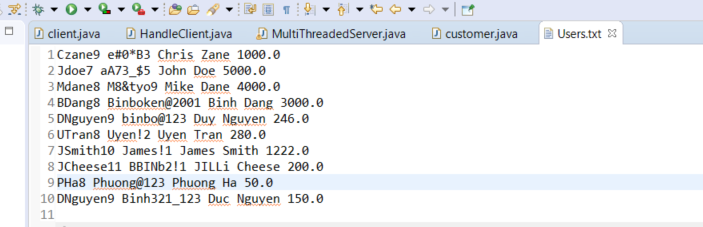 client.java HandleClient.java MultiThreadedServer.java customer.java Users.txt
1 Czane9 e#0*B3 Chris Zane 1000.0
2 Jdoe7 aA73_$5 John Doe 5000.0
3 Mdane8 M8&tyo9 Mike Dane 4000.0
4 BDang8 Binboken@2001 Binh Dang 3000.0
5 DNguyen9 binbo@123 Duy Nguyen 246.0
6 UTran8 Uyen!2 Uyen Tran 280.0
7 JSmith10 James!1 James Smith 1222.0
8 JCheese11 BBINb2!1 JILLi Cheese 200.0
9 PHa8 Phuong@123 Phuong Ha 50.0
10 DNguyen9 Binh321_123 Duc Nguyen 150.0
11